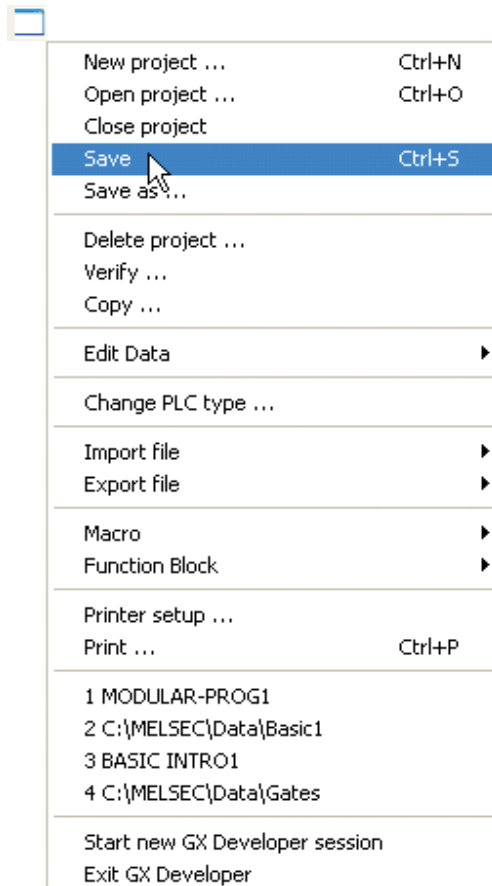 New project ... Ctrl+N
Open project ... Ctrl+O
Close project
Save Ctrl+S
Save as ...
Delete project ...
Verify ...
Copy ...
Edit Data
Change PLC type ...
Import file
Export file
Macro
Function Block
Printer setup ...
Print ... Ctrl+P
1 MODULAR-PROG1
2 C:\MELSEC\Data\Basic1
3 BASIC INTRO1
4 C:\MELSEC\Data\Gates
Start new GX Developer session
Exit GX Developer